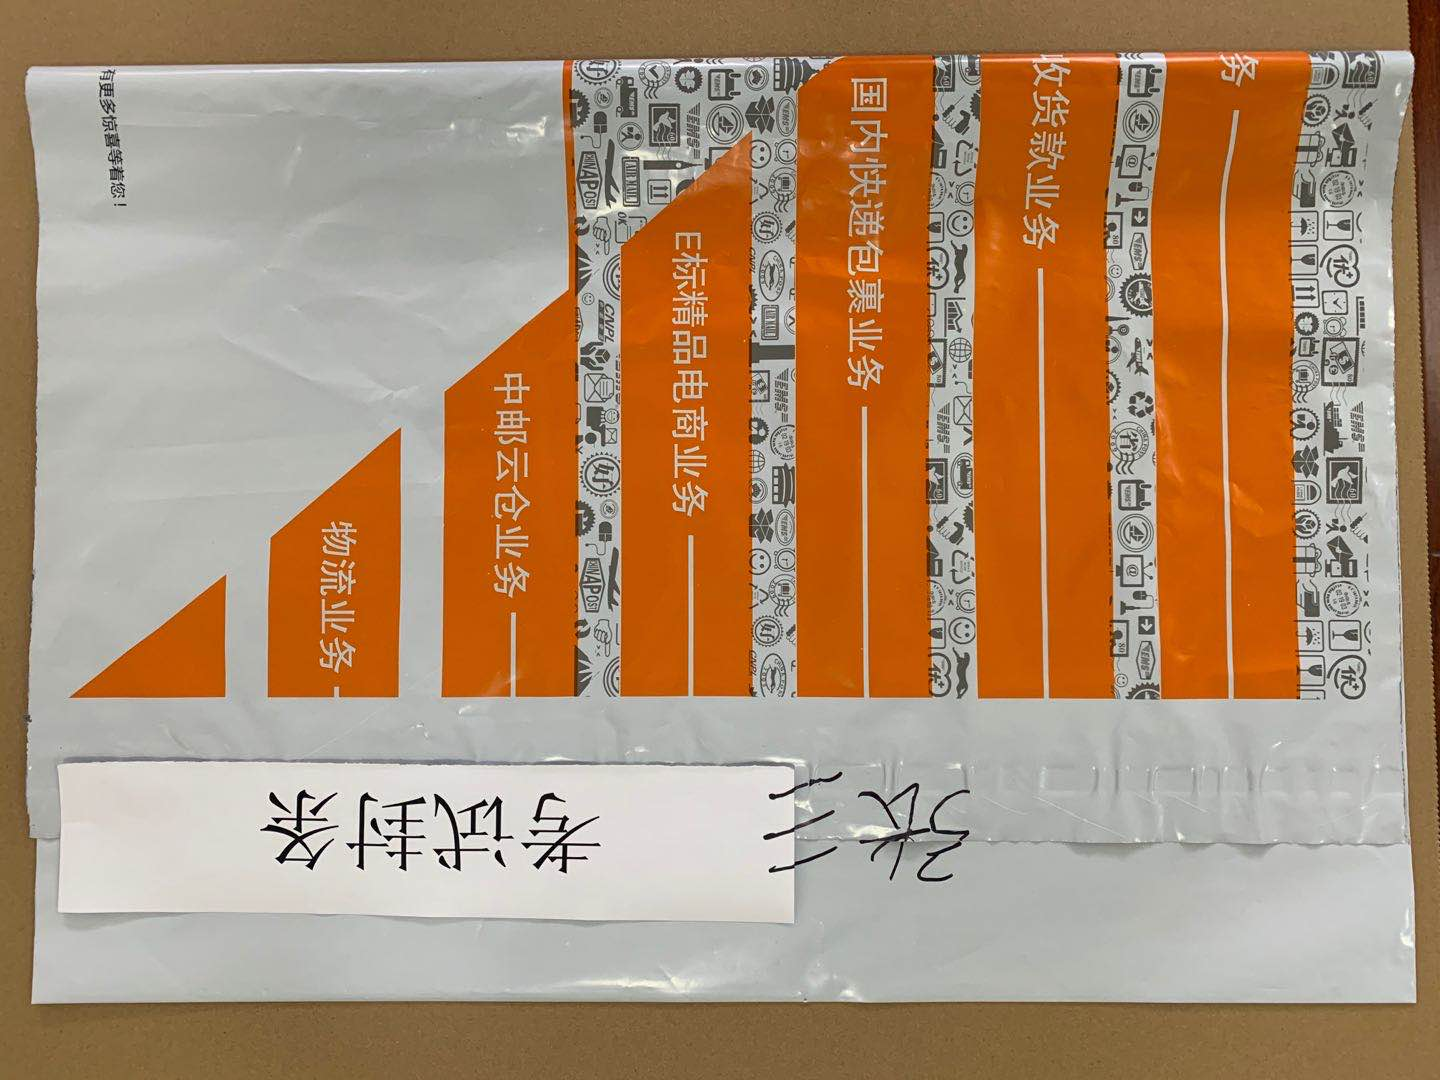 有更多惊喜等着您！
物流业务
中邮云仓业务
E标精品电商业务
国内快递包裹业务
收货款业务
务
考试封条
张三